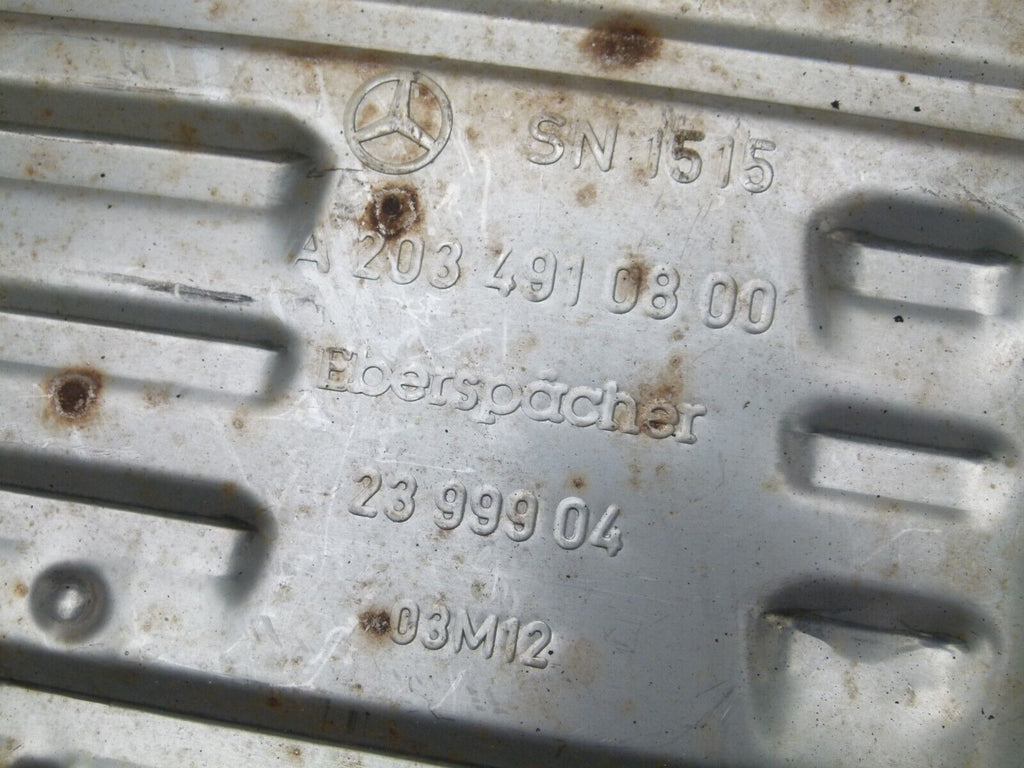 SN 1515
A 203 491 08 00
Eberspächer
23 999 04
03M12